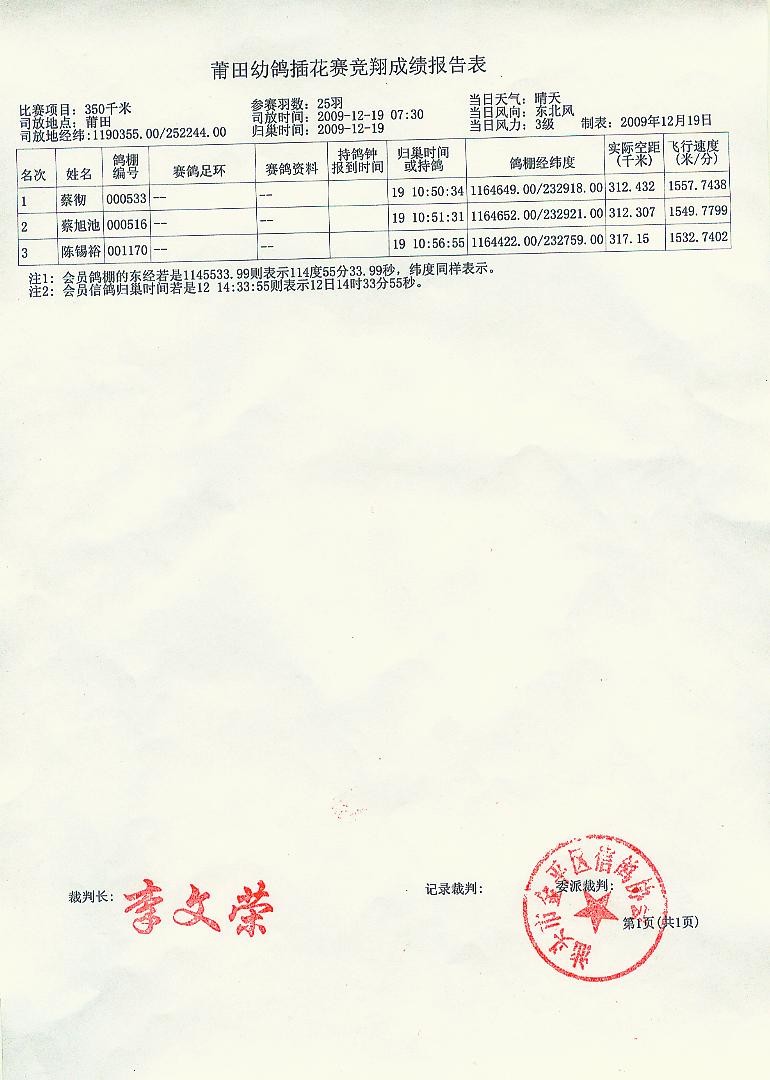 莆田幼鸽插花赛竞翔成绩报告表
比赛项目: 350千米 参赛羽数: 25羽 当日天气: 晴天
司放地点: 莆田 司放时间: 2009-12-19 07:30 当日风向: 东北风
司放地经纬:1190355.00/252244.00 归巢时间: 2009-12-19 当日风力: 3级 制表: 2009年12月19日
名次 姓名 鸽棚编号 赛鸽足环 赛鸽资料 持鸽钟报到时间 归巢时间或持鸽 鸽棚经纬度 实际空距(千米) 飞行速度(米/分)
1 蔡彻 000533 -- -- 19 10:50:34 1164649.00/232918.00 312.432 1557.7438
2 蔡旭池 000516 -- -- 19 10:51:31 1164652.00/232921.00 312.307 1549.7799
3 陈锡裕 001170 -- -- 19 10:56:55 1164422.00/232759.00 317.15 1532.7402
注1: 会员鸽棚的东经若是1145533.99则表示114度55分33.99秒，纬度同样表示。
注2: 会员信鸽归巢时间若是12 14:33:55则表示12日14时33分55秒。
裁判长: 李文荣 记录裁判: 委派裁判:
汕头市金平区信鸽协会
第1页(共1页)